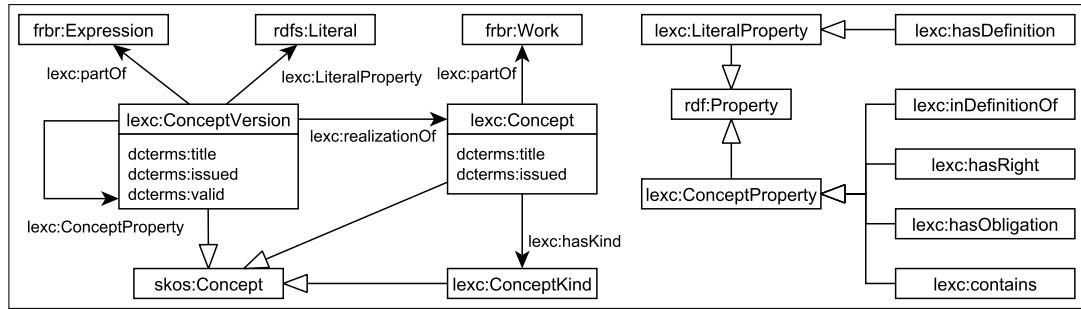 frbr:Expression
rdfs:Literal
frbr:Work
lexc:LiteralProperty
lexc:hasDefinition
lexc:partOf
lexc:LiteralProperty
lexc:partOf
rdf:Property
lexc:inDefinitionOf
lexc:ConceptVersion
dcterms:title
dcterms:issued
dcterms:valid
lexc:realizationOf
lexc:Concept
dcterms:title
dcterms:issued
lexc:hasRight
lexc:ConceptProperty
lexc:ConceptProperty
lexc:hasObligation
lexc:hasKind
skos:Concept
lexc:ConceptKind
lexc:contains